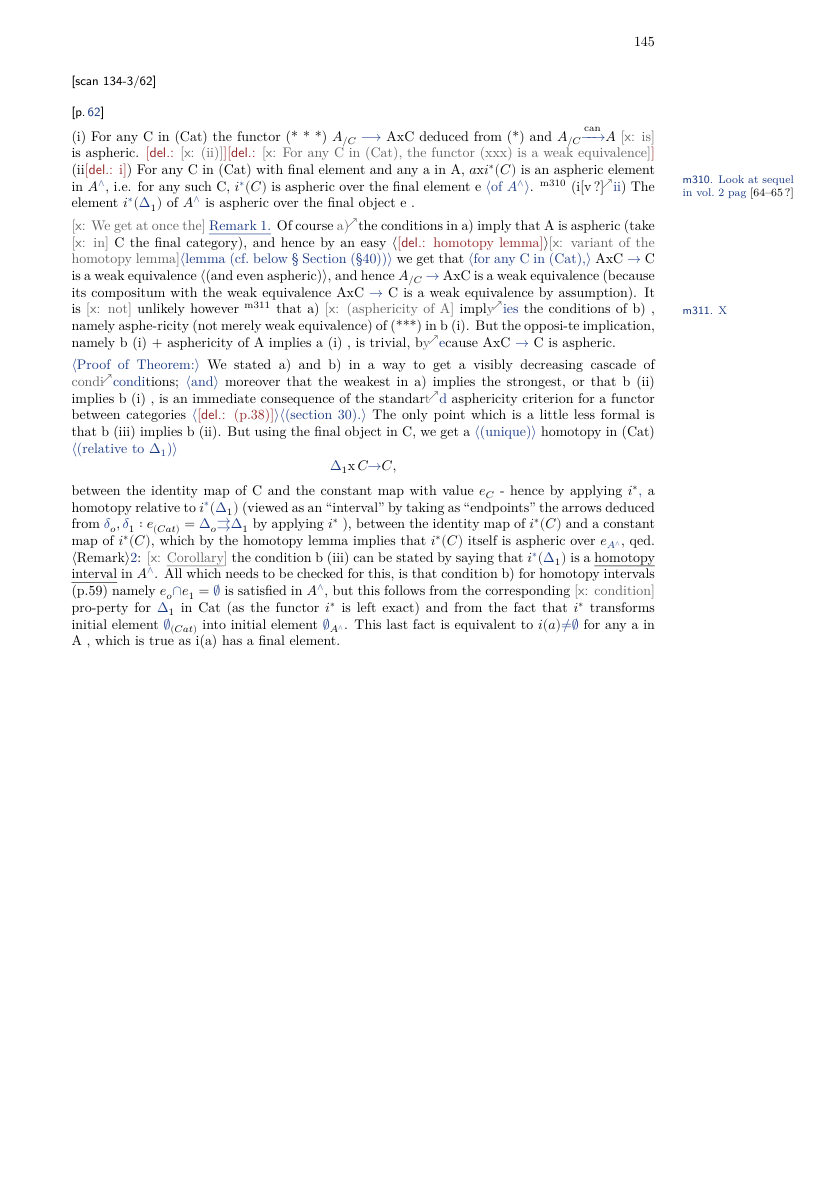 145
[scan 134-3/62]
[p. 62]
(i) For any C in (Cat) the functor (* * *) A/C ⟶ AxC deduced from (*) and A/C can⟶ A [x: is]
is aspheric. [del.: [x: (ii)]][del.: [x: For any C in (Cat), the functor (xxx) is a weak equivalence]]
(ii[del.: i]) For any C in (Cat) with final element and any a in A, axi*(C) is an aspheric element
in A^, i.e. for any such C, i*(C) is aspheric over the final element e ⟨of A^⟩. m310 (i[v ?]↗ii) The
element i*(Δ₁) of A^ is aspheric over the final object e .
m310. Look at sequel
in vol. 2 pag [64–65 ?]
[x: We get at once the] Remark 1. Of course a)↗the conditions in a) imply that A is aspheric (take
[x: in] C the final category), and hence by an easy ⟨[del.: homotopy lemma]⟩[x: variant of the
homotopy lemma]⟨lemma (cf. below § Section (§40))⟩ we get that ⟨for any C in (Cat),⟩ AxC → C
is a weak equivalence ⟨(and even aspheric)⟩, and hence A/C → AxC is a weak equivalence (because
its compositum with the weak equivalence AxC → C is a weak equivalence by assumption). It
is [x: not] unlikely however m311 that a) [x: (asphericity of A] imply↗ies the conditions of b) ,
m311. X
namely asphe-ricity (not merely weak equivalence) of (***) in b (i). But the opposi-te implication,
namely b (i) + asphericity of A implies a (i) , is trivial, by↗ecause AxC → C is aspheric.
⟨Proof of Theorem:⟩ We stated a) and b) in a way to get a visibly decreasing cascade of
condi↗conditions; ⟨and⟩ moreover that the weakest in a) implies the strongest, or that b (ii)
implies b (i) , is an immediate consequence of the standart↗d asphericity criterion for a functor
between categories ⟨[del.: (p.38)]⟩⟨(section 30).⟩ The only point which is a little less formal is
that b (iii) implies b (ii). But using the final object in C, we get a ⟨(unique)⟩ homotopy in (Cat)
⟨(relative to Δ₁)⟩
Δ₁x C→C,
between the identity map of C and the constant map with value e_C - hence by applying i*, a
homotopy relative to i*(Δ₁) (viewed as an “interval” by taking as “endpoints” the arrows deduced
from δₒ, δ₁ : e_(Cat) = Δₒ⇉Δ₁ by applying i* ), between the identity map of i*(C) and a constant
map of i*(C), which by the homotopy lemma implies that i*(C) itself is aspheric over e_A^, qed.
⟨Remark⟩2: [x: Corollary] the condition b (iii) can be stated by saying that i*(Δ₁) is a homotopy
interval in A^. All which needs to be checked for this, is that condition b) for homotopy intervals
(p.59) namely eₒ∩e₁ = ∅ is satisfied in A^, but this follows from the corresponding [x: condition]
pro-perty for Δ₁ in Cat (as the functor i* is left exact) and from the fact that i* transforms
initial element ∅_(Cat) into initial element ∅_A^. This last fact is equivalent to i(a)≠∅ for any a in
A , which is true as i(a) has a final element.